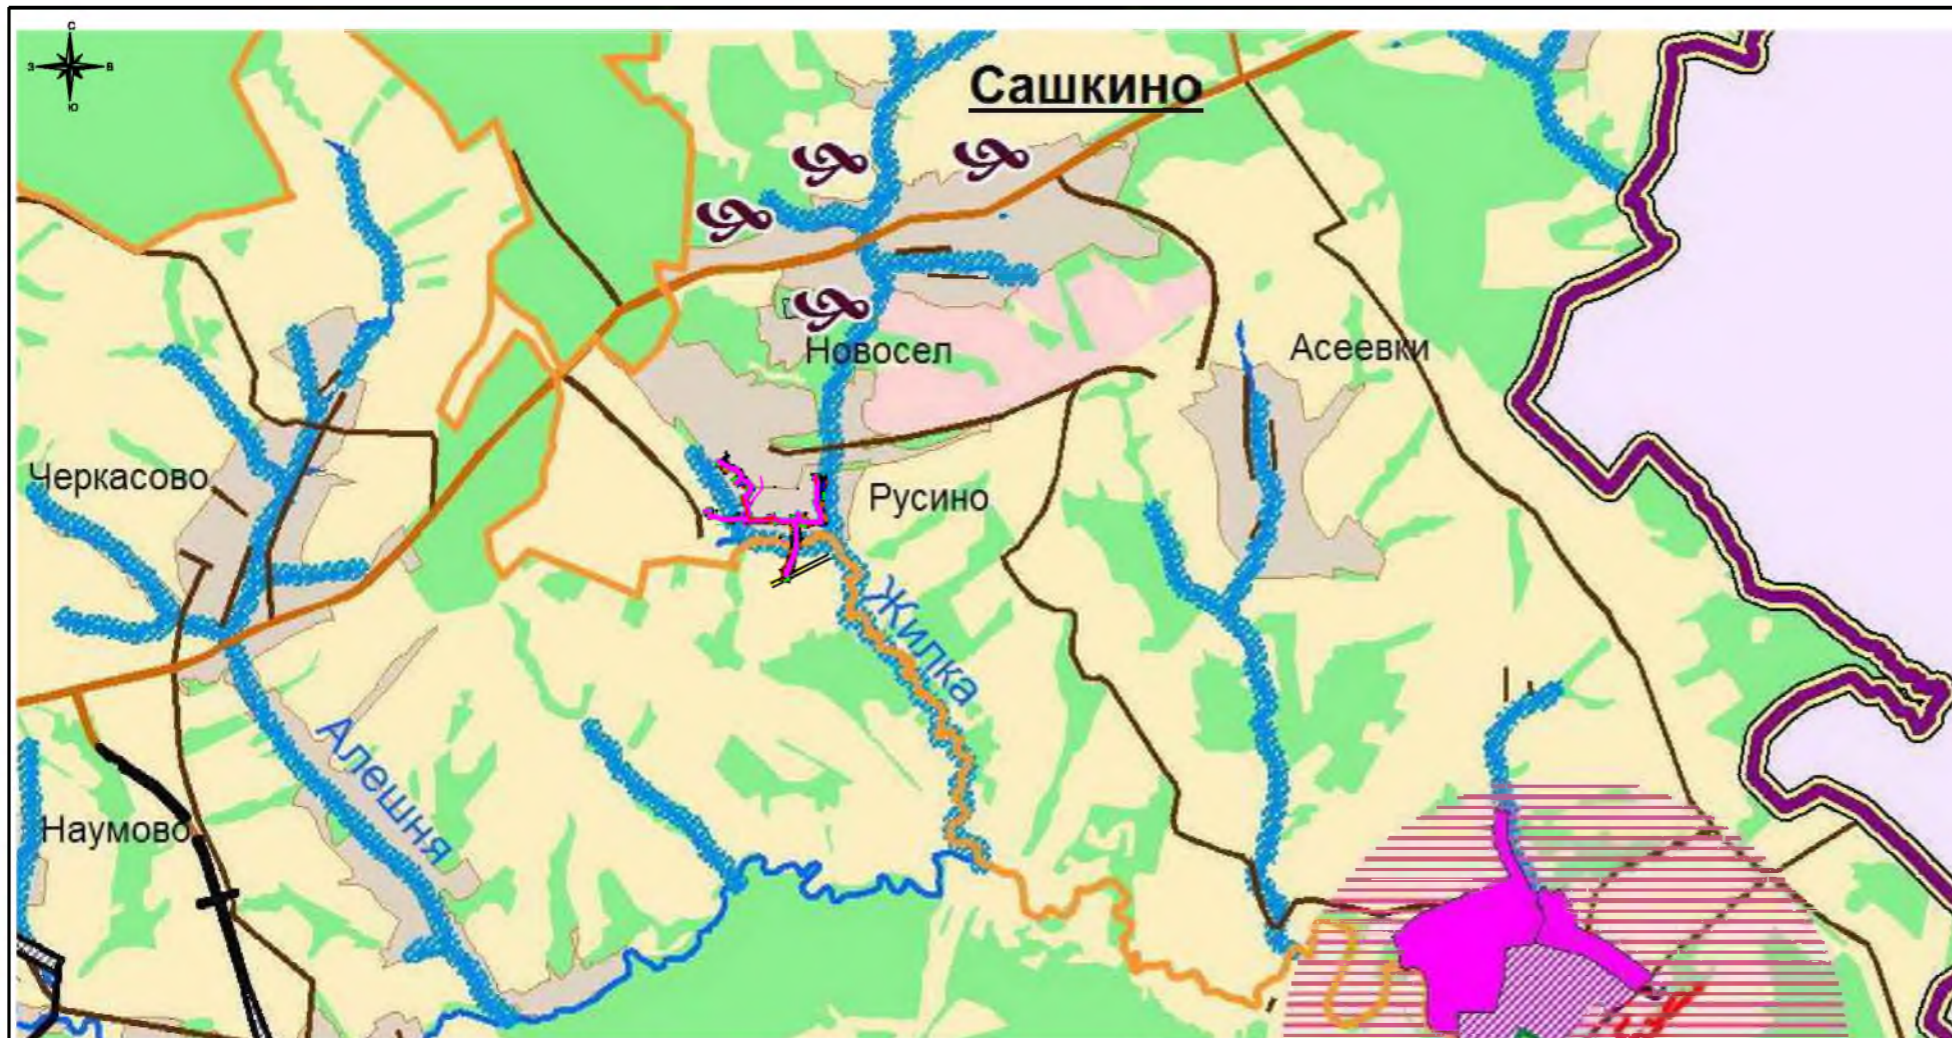 С
З В
Ю
Сашкино
Новосел
Асеевки
Черкасово
Русино
Жилка
Алешня
Наумово